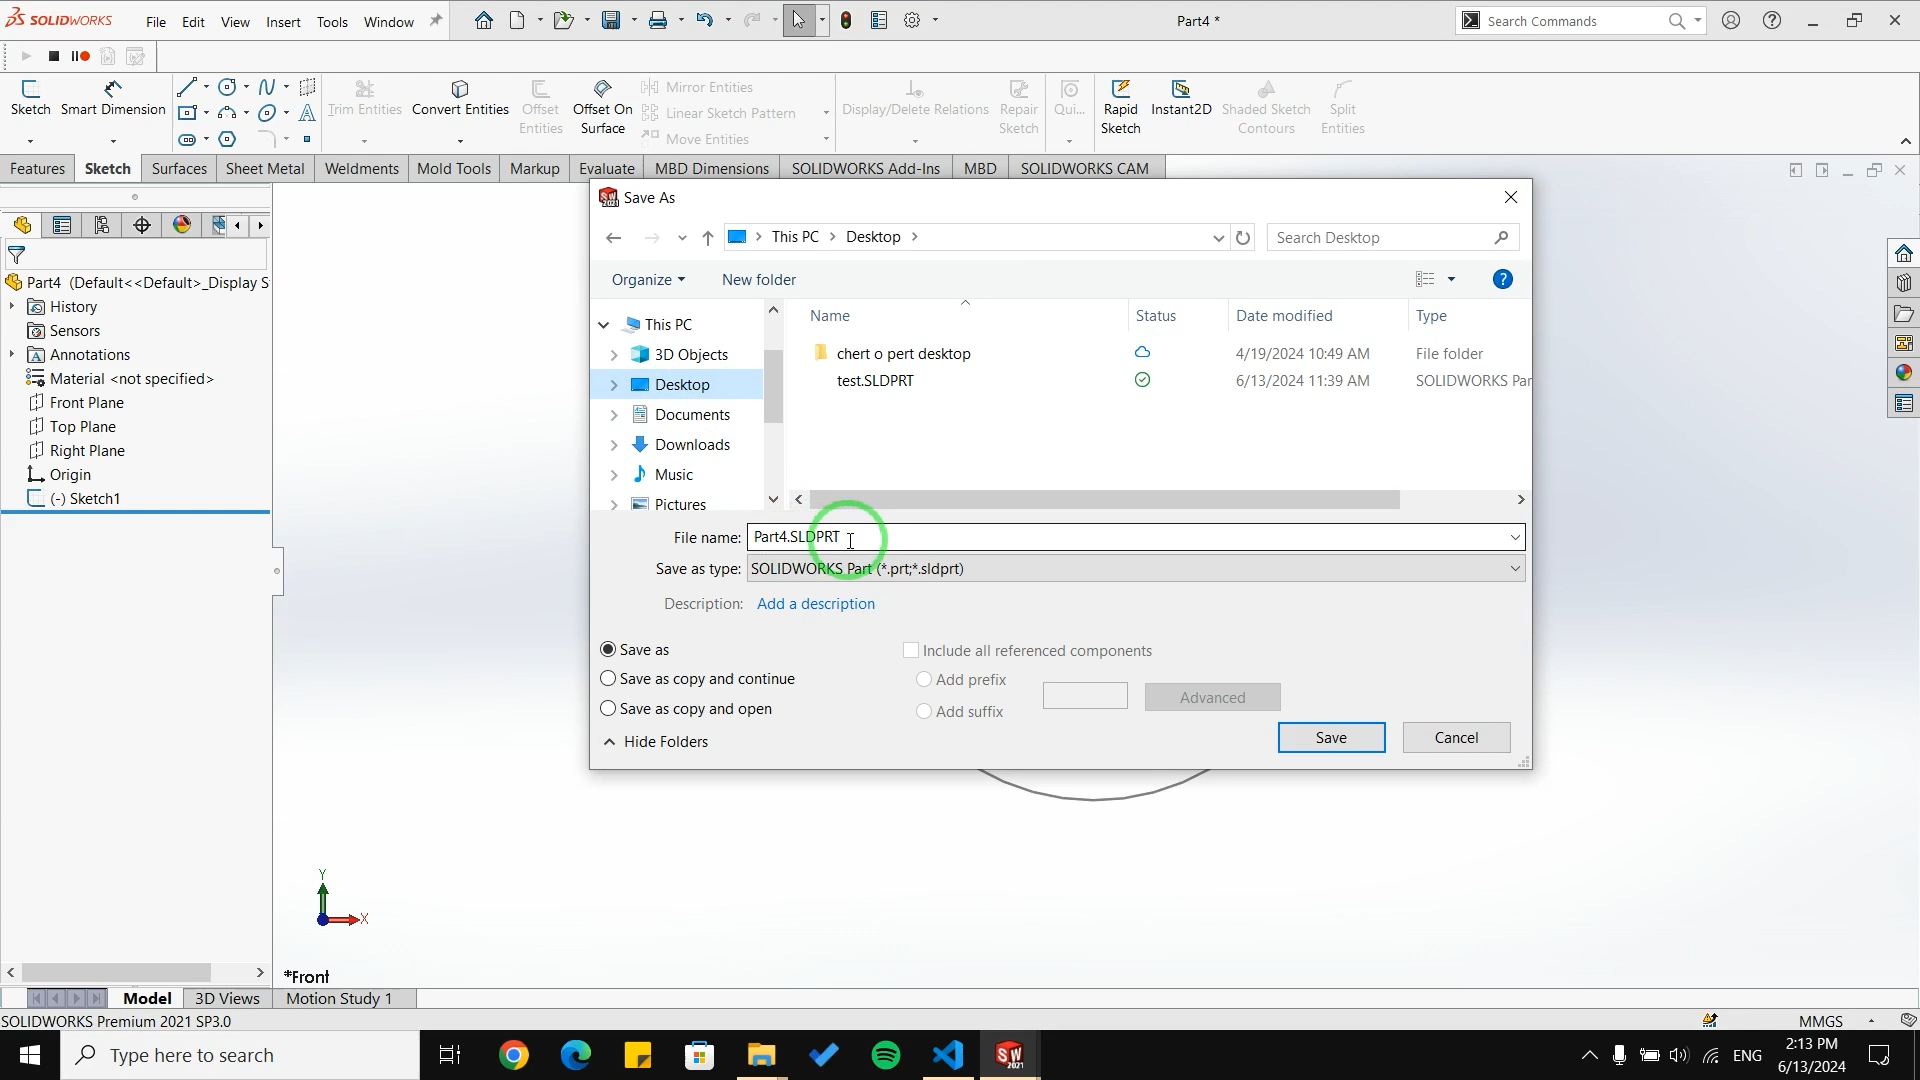 SOLIDWORKS File Edit View Insert Tools Window Part4 * Search Commands
Sketch Smart Dimension Trim Entities Convert Entities Offset Entities Offset On Surface Mirror Entities Linear Sketch Pattern Move Entities Display/Delete Relations Repair Sketch Qui... Rapid Sketch Instant2D Shaded Sketch Contours Split Entities
Features Sketch Surfaces Sheet Metal Weldments Mold Tools Markup Evaluate MBD Dimensions SOLIDWORKS Add-Ins MBD SOLIDWORKS CAM
Part4 (Default<<Default>_Display S
History
Sensors
Annotations
Material <not specified>
Front Plane
Top Plane
Right Plane
Origin
(-) Sketch1
SW 2021 Save As
This PC > Desktop > Search Desktop
Organize New folder
This PC
3D Objects
Desktop
Documents
Downloads
Music
Pictures
Name Status Date modified Type
chert o pert desktop 4/19/2024 10:49 AM File folder
test.SLDPRT 6/13/2024 11:39 AM SOLIDWORKS Par
File name: Part4.SLDPRT
Save as type: SOLIDWORKS Part (*.prt;*.sldprt)
Description: Add a description
Save as
Save as copy and continue
Save as copy and open
Include all referenced components
Add prefix
Add suffix
Advanced
Hide Folders
Save Cancel
Y
X
*Front
Model 3D Views Motion Study 1
SOLIDWORKS Premium 2021 SP3.0 MMGS
Type here to search
SW 2021
ENG
2:13 PM
6/13/2024